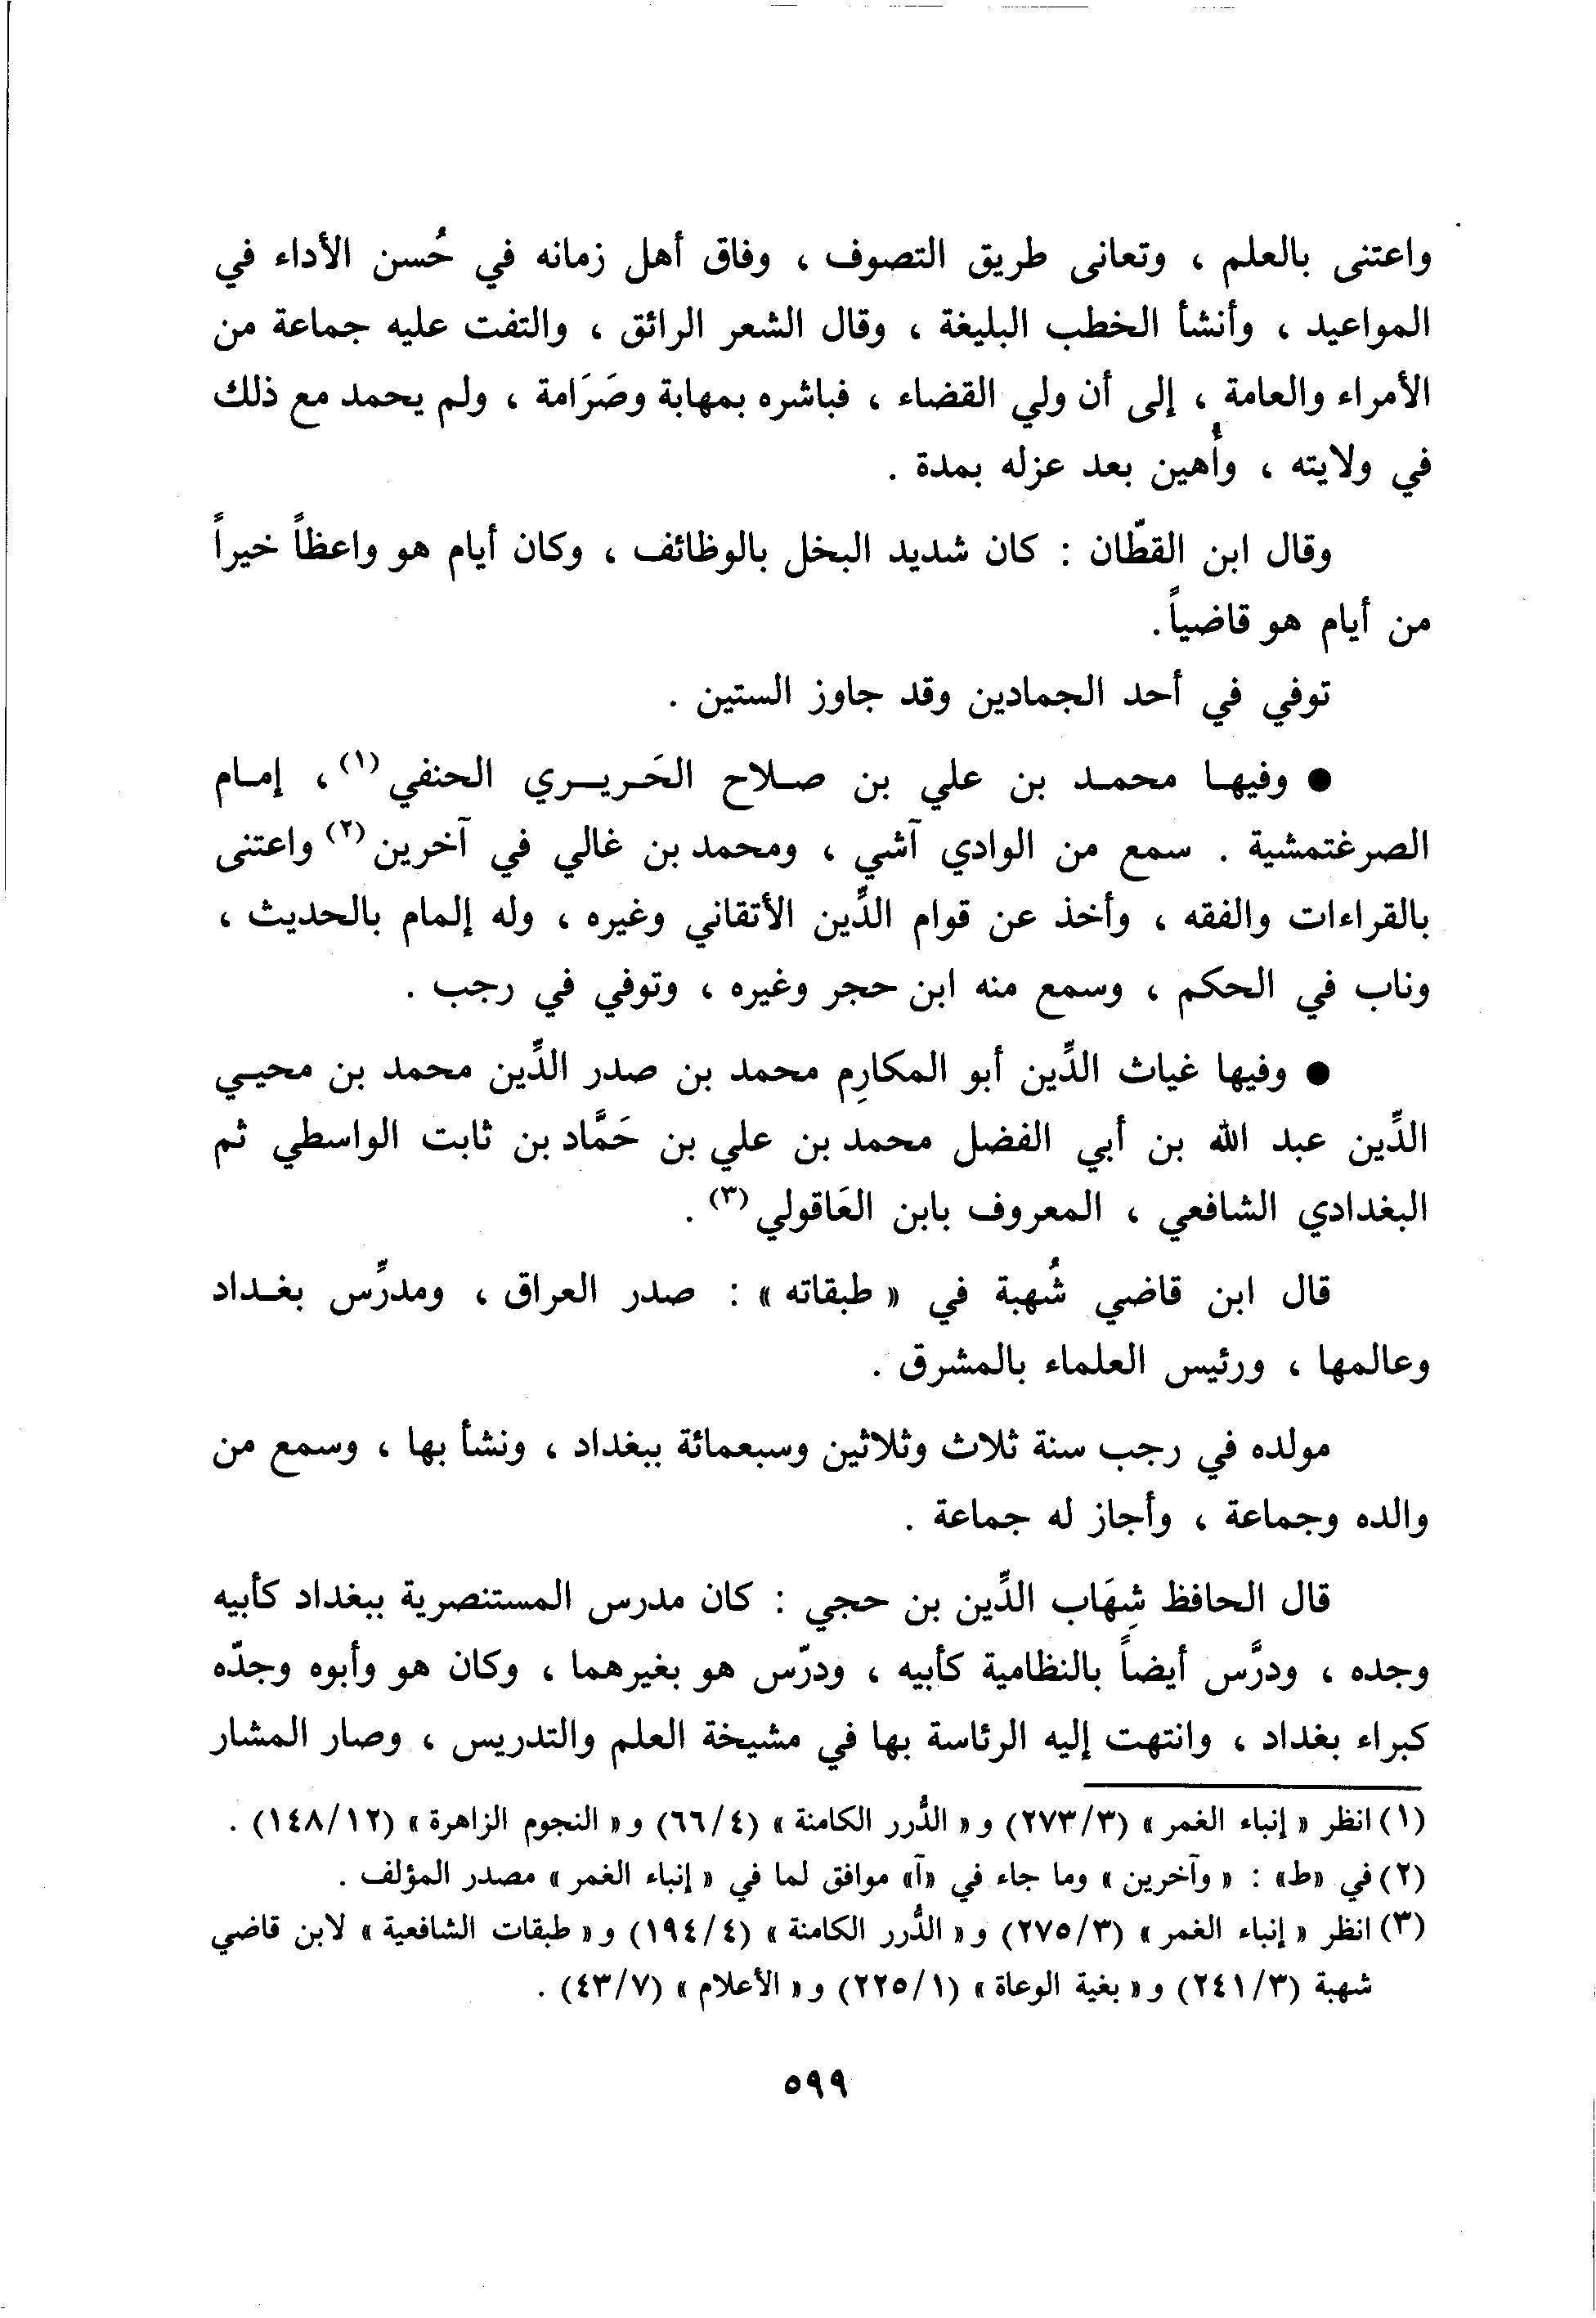 واعتنى بالعلم ، وتعانى طريق التصوف ، وفاق أهل زمانه في حُسن الأداء في
المواعيد ، وأنشأ الخطب البليغة ، وقال الشعر الرائق ، والتفت عليه جماعة من
الأمراء والعامة ، إلى أن ولي القضاء ، فباشره بمهابة وصَرَامة ، ولم يحمد مع ذلك
في ولايته ، وأُهين بعد عزله بمدة .
وقال ابن القطّان : كان شديد البخل بالوظائف ، وكان أيام هو واعظاً خيراً
من أيام هو قاضياً.
توفي في أحد الجمادين وقد جاوز الستين .
● وفيها محمد بن علي بن صلاح الحَريري الحنفي (١) ، إمام
الصرغتمشية . سمع من الوادي آشي ، ومحمد بن غالي في آخرين (٢) واعتنى
بالقراءات والفقه ، وأخذ عن قوام الدِّين الأتقاني وغيره ، وله إلمام بالحديث ،
وناب في الحكم ، وسمع منه ابن حجر وغيره ، وتوفي في رجب .
● وفيها غياث الدِّين أبو المكارِم محمد بن صدر الدِّين محمد بن محيي
الدِّين عبد الله بن أبي الفضل محمد بن علي بن حَمَّاد بن ثابت الواسطي ثم
البغدادي الشافعي ، المعروف بابن العَاقولي (٣) .
قال ابن قاضي شُهبة في « طبقاته » : صدر العراق ، ومدرِّس بغداد
وعالمها ، ورئيس العلماء بالمشرق .
مولده في رجب سنة ثلاث وثلاثين وسبعمائة ببغداد ، ونشأ بها ، وسمع من
والده وجماعة ، وأجاز له جماعة .
قال الحافظ شِهَاب الدِّين بن حجي : كان مدرس المستنصرية ببغداد كأبيه
وجده ، ودرَّس أيضاً بالنظامية كأبيه ، ودرّس هو بغيرهما ، وكان هو وأبوه وجدّه
كبراء بغداد ، وانتهت إليه الرئاسة بها في مشيخة العلم والتدريس ، وصار المشار
(١) انظر « إنباء الغمر » (٢٧٣/٣) و « الدُّرر الكامنة » (٦٦/٤) و « النجوم الزاهرة » (١٤٨/١٢) .
(٢) في «ط» : « وآخرين » وما جاء في «آ» موافق لما في « إنباء الغمر » مصدر المؤلف .
(٣) انظر « إنباء الغمر » (٢٧٥/٣) و « الدُّرر الكامنة » (١٩٤/٤) و « طبقات الشافعية » لابن قاضي
شهبة (٢٤١/٣) و « بغية الوعاة » (٢٢٥/١) و « الأعلام » (٤٣/٧) .
٥٩٩